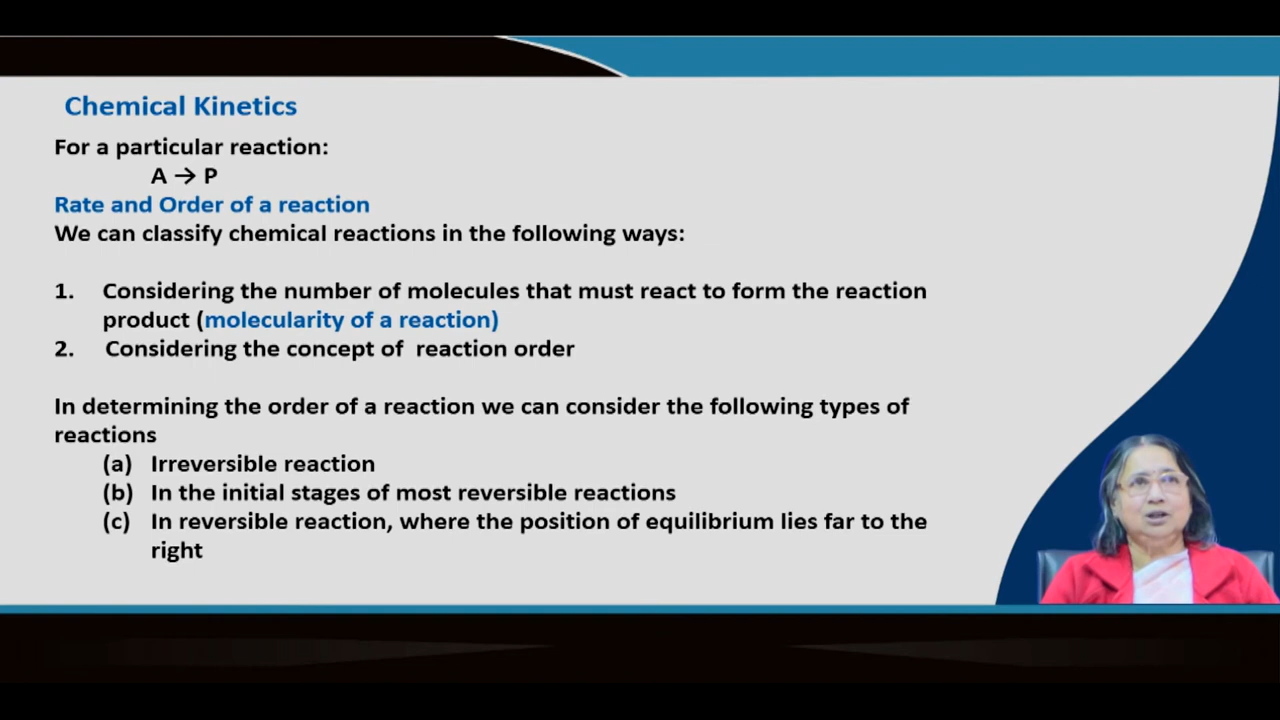 Chemical Kinetics
For a particular reaction:
A → P
Rate and Order of a reaction
We can classify chemical reactions in the following ways:
1. Considering the number of molecules that must react to form the reaction
product (molecularity of a reaction)
2. Considering the concept of reaction order
In determining the order of a reaction we can consider the following types of
reactions
(a) Irreversible reaction
(b) In the initial stages of most reversible reactions
(c) In reversible reaction, where the position of equilibrium lies far to the
right